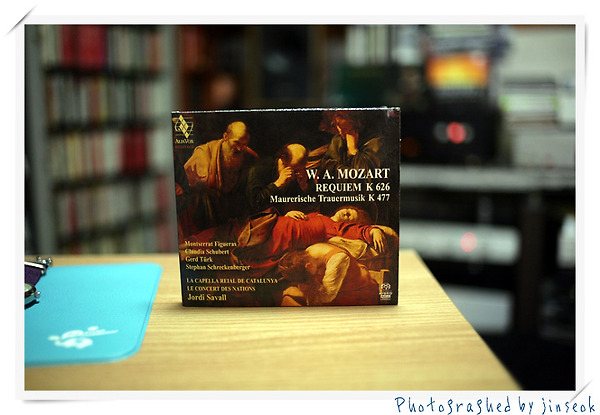 ALIAVOX
W. A. MOZART
REQUIEM K 626
Maurerische Trauermusik K 477
Montserrat Figueras
Claudia Schubert
Gerd Türk
Stephan Schreckenberger
LA CAPELLA REIAL DE CATALUNYA
LE CONCERT DES NATIONS
Jordi Savall
Photographed by jinseok